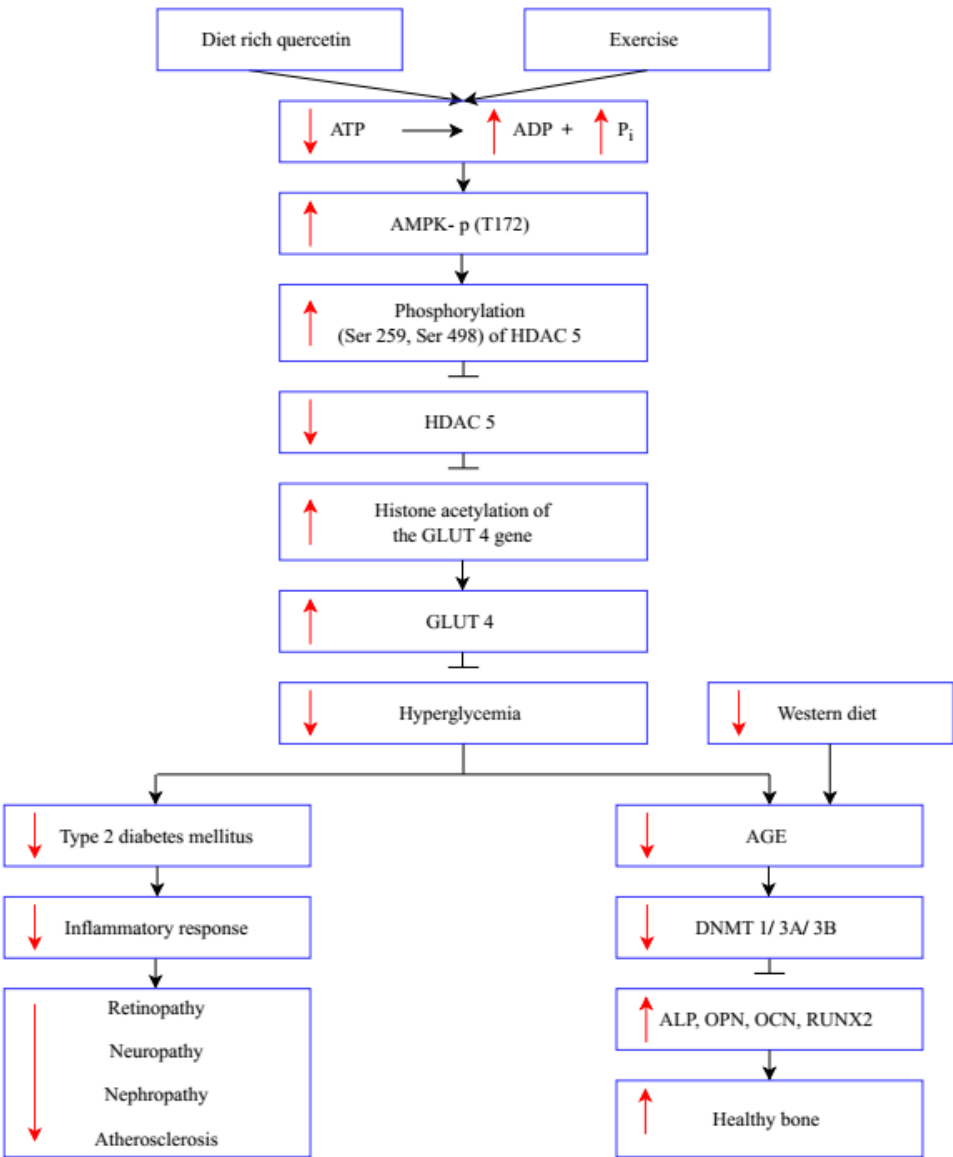 Diet rich quercetin
Exercise
ATP
ADP + Pi
AMPK- p (T172)
Phosphorylation
(Ser 259, Ser 498) of HDAC 5
HDAC 5
Histone acetylation of
the GLUT 4 gene
GLUT 4
Hyperglycemia
Western diet
Type 2 diabetes mellitus
AGE
Inflammatory response
DNMT 1/ 3A/ 3B
Retinopathy
Neuropathy
Nephropathy
Atherosclerosis
ALP, OPN, OCN, RUNX2
Healthy bone